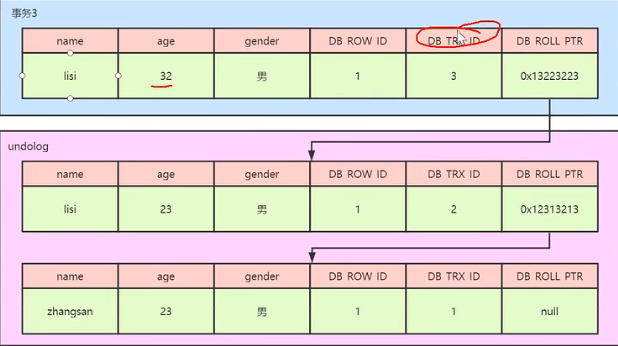 事务3
name age gender DB ROW ID DB TRX ID DB ROLL PTR
lisi 32 男 1 3 0x13223223
undolog
name age gender DB ROW ID DB TRX ID DB ROLL PTR
lisi 23 男 1 2 0x12313213
name age gender DB ROW ID DB TRX ID DB ROLL PTR
zhangsan 23 男 1 1 null